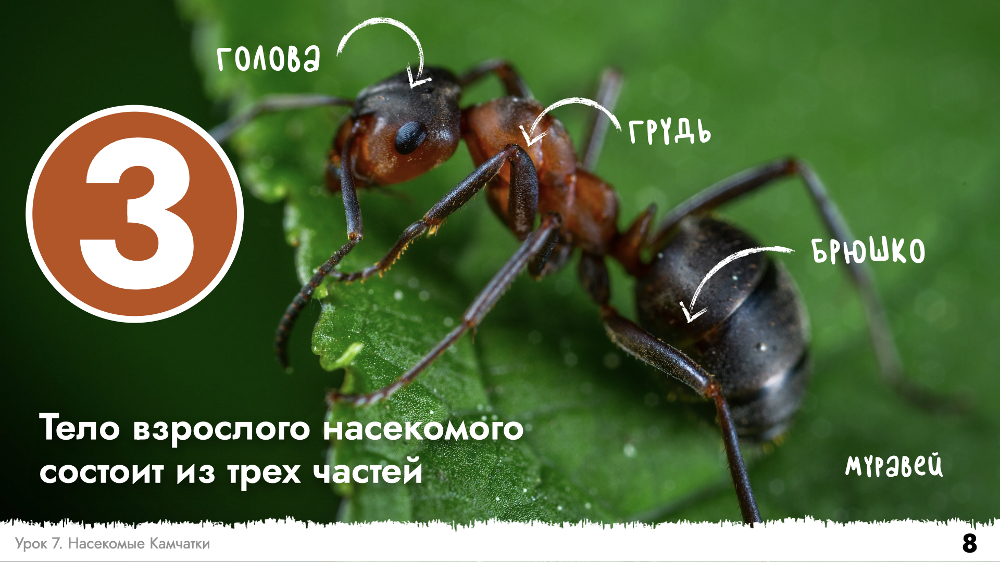 ГОЛОВА
ГРУДЬ
3
БРЮШКО
Тело взрослого насекомого
состоит из трех частей
муравей
Урок 7. Насекомые Камчатки
8